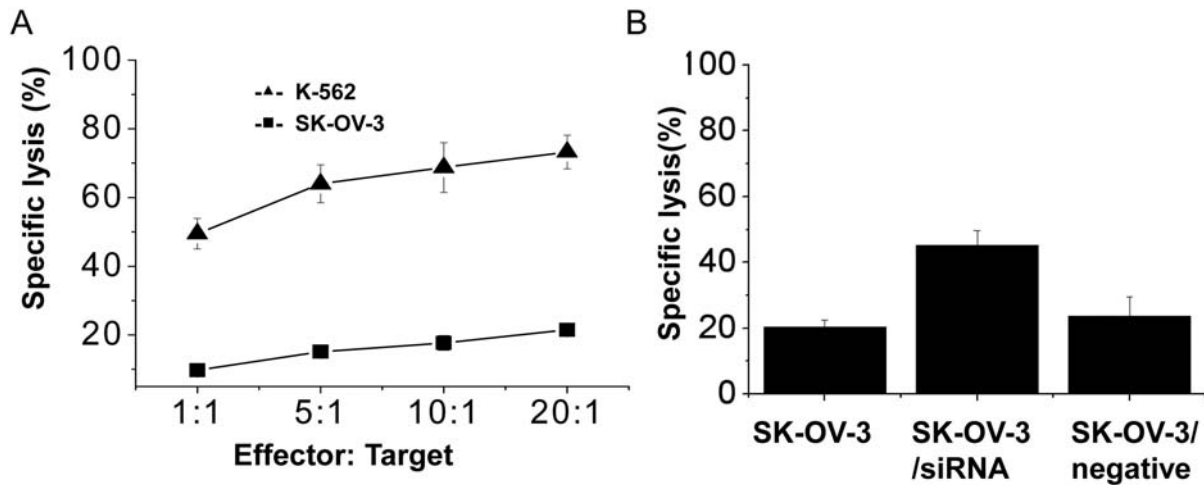 A
Specific lysis (%)
100
80
60
40
20
K-562
SK-OV-3
1:1 5:1 10:1 20:1
Effector: Target
B
Specific lysis(%)
100
80
60
40
20
0
SK-OV-3
SK-OV-3
/siRNA
SK-OV-3/
negative